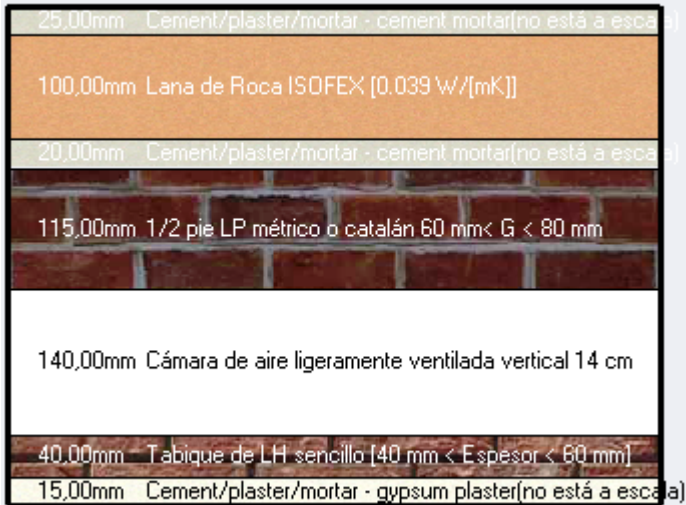 25,00mm Cement/plaster/mortar - cement mortar(no está a escala)
100,00mm Lana de Roca ISOFEX [0.039 W/[mK]]
20,00mm Cement/plaster/mortar - cement mortar(no está a escala)
115,00mm 1/2 pie LP métrico o catalán 60 mm< G < 80 mm
140,00mm Cámara de aire ligeramente ventilada vertical 14 cm
40,00mm Tabique de LH sencillo [40 mm < Espesor < 60 mm]
15,00mm Cement/plaster/mortar - gypsum plaster(no está a escala)